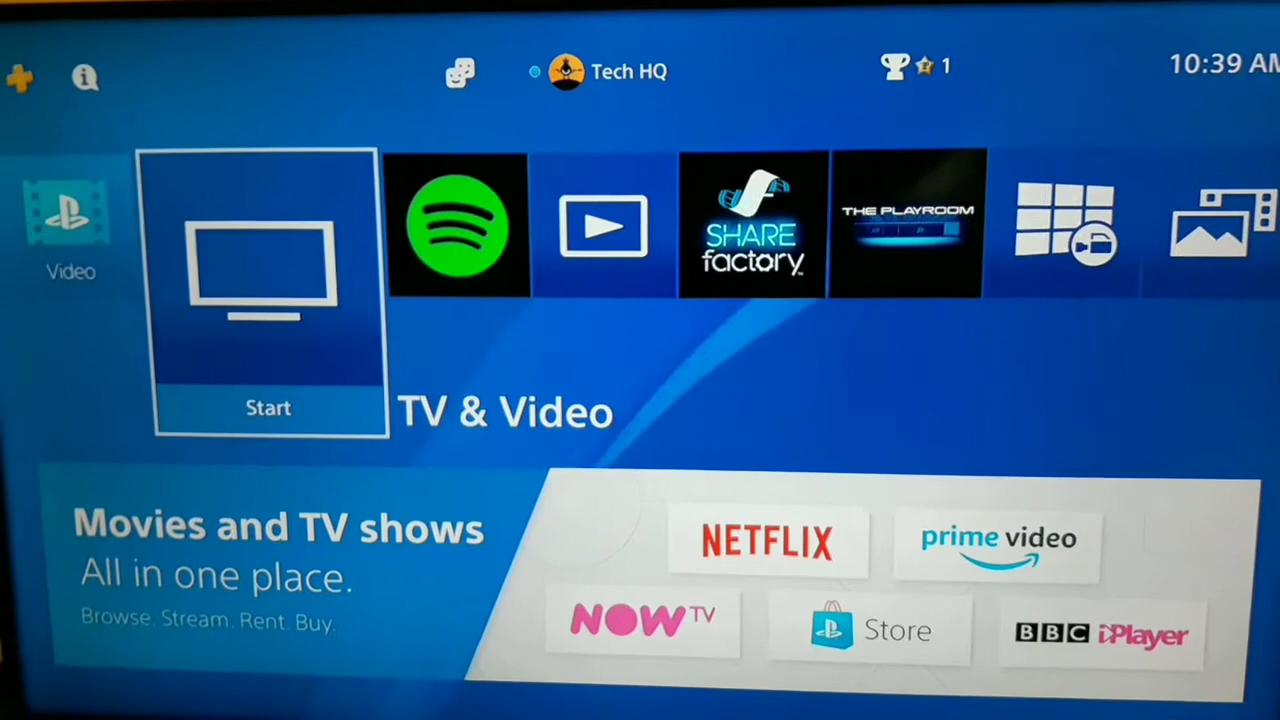 Tech HQ
1
10:39 AM
Video
SHARE
factory™
THE PLAYROOM
Start
TV & Video
Movies and TV shows
All in one place.
Browse. Stream. Rent. Buy.
NETFLIX
prime video
NOW TV
Store
BBC iPlayer